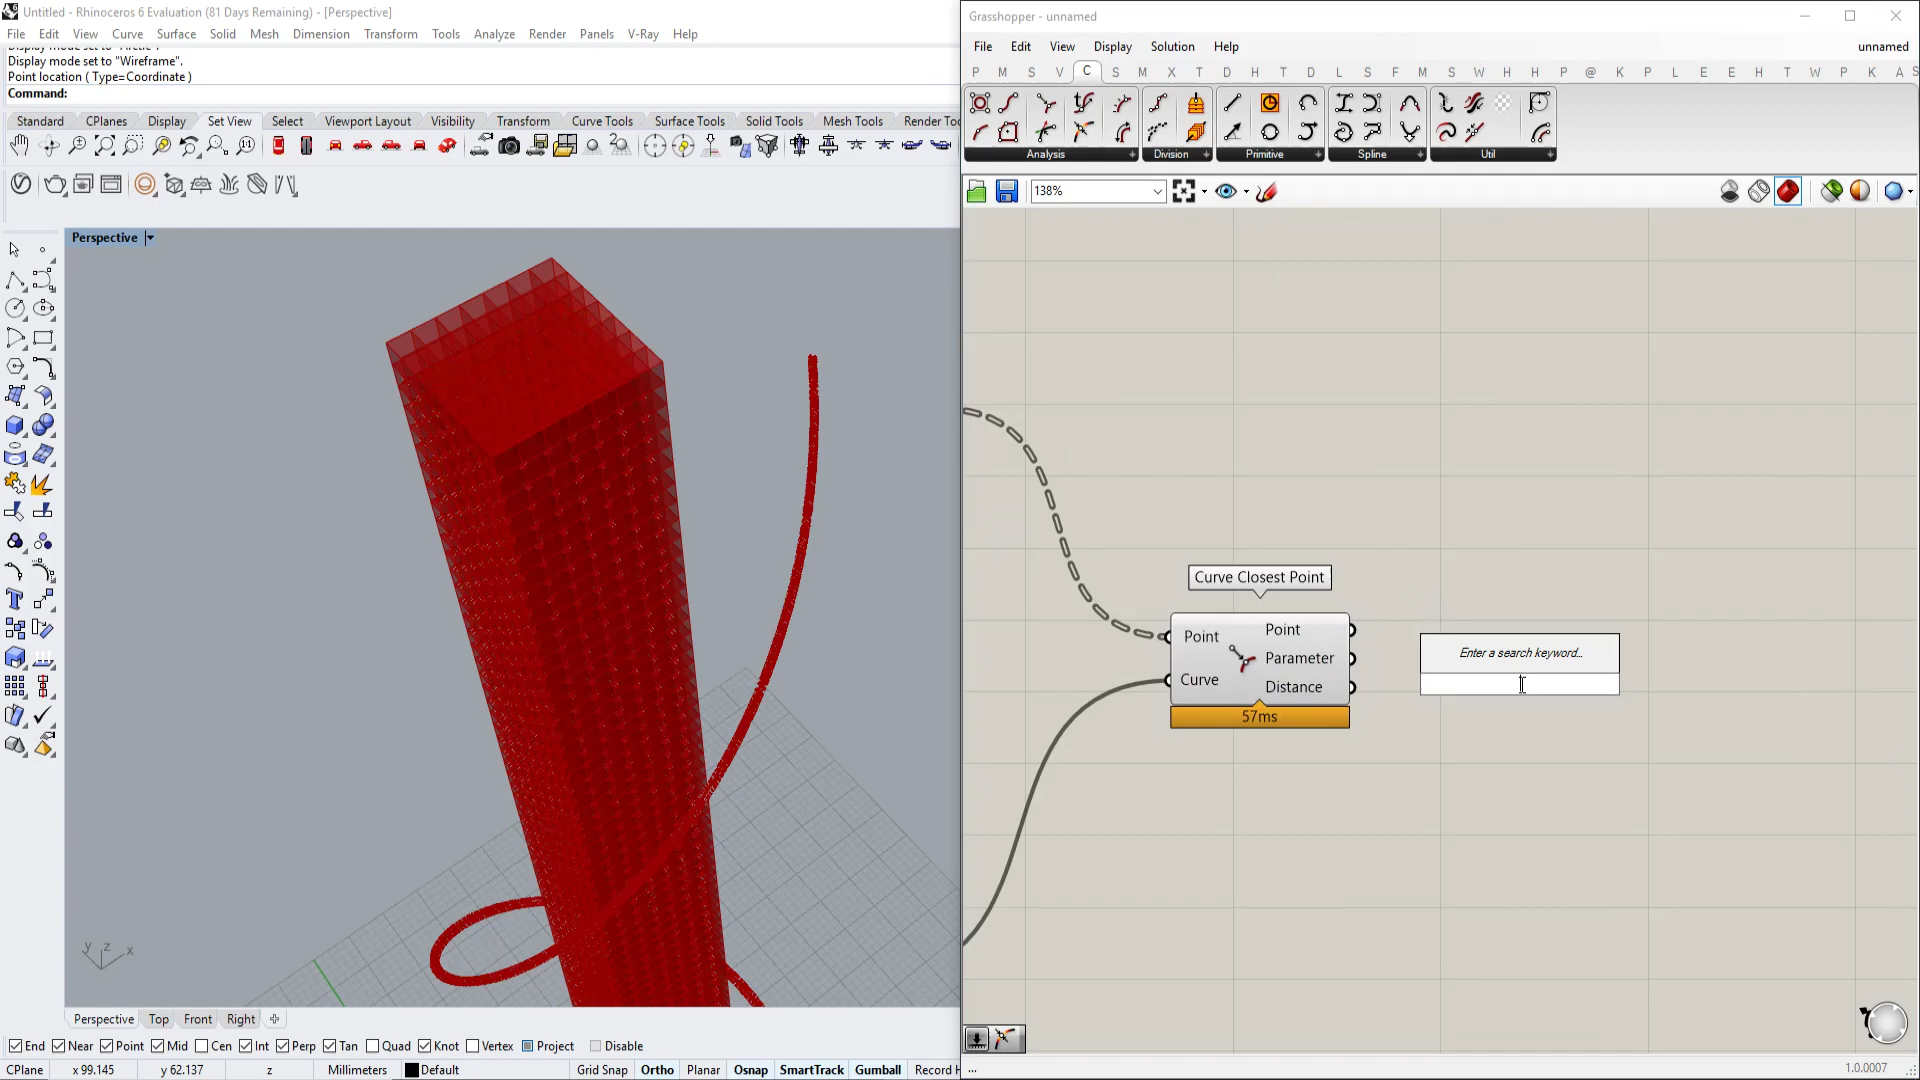 Untitled - Rhinoceros 6 Evaluation (81 Days Remaining) - [Perspective]
File Edit View Curve Surface Solid Mesh Dimension Transform Tools Analyze Render Panels V-Ray Help
Display mode set to "Wireframe".
Point location ( Type=Coordinate )
Command:
Standard CPlanes Display Set View Select Viewport Layout Visibility Transform Curve Tools Surface Tools Solid Tools Mesh Tools Render To
Perspective
y z x
Perspective Top Front Right
End Near Point Mid Cen Int Perp Tan Quad Knot Vertex Project Disable
CPlane x 99.145 y 62.137 z Millimeters Default Grid Snap Ortho Planar Osnap SmartTrack Gumball Record H
Grasshopper - unnamed
File Edit View Display Solution Help unnamed
P M S V C S M X T D H T D L S F M S W H H P @ K P L E E H T W P K A S
Analysis Division Primitive Spline Util
138%
Curve Closest Point
Point
Curve
Point
Parameter
Distance
57ms
Enter a search keyword...
...
1.0.0007